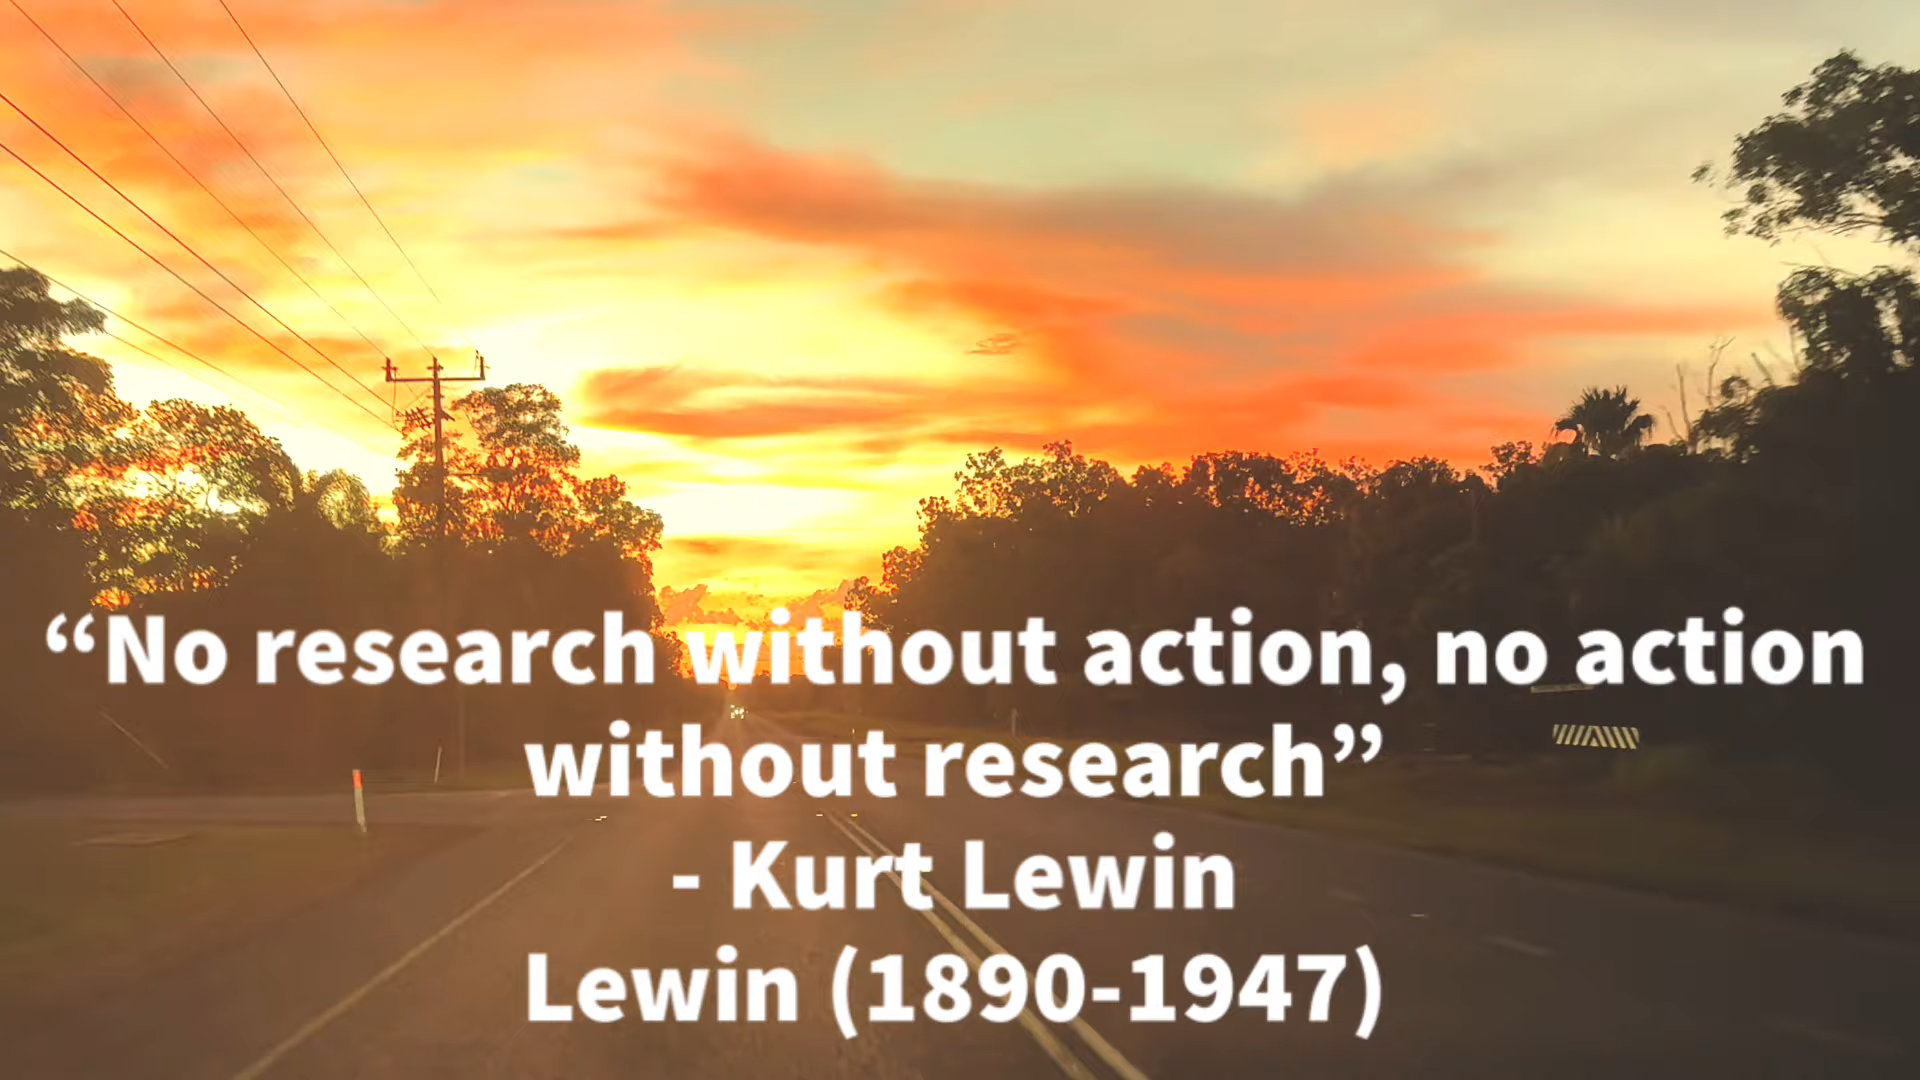 “No research without action, no action
without research”
- Kurt Lewin
Lewin (1890-1947)